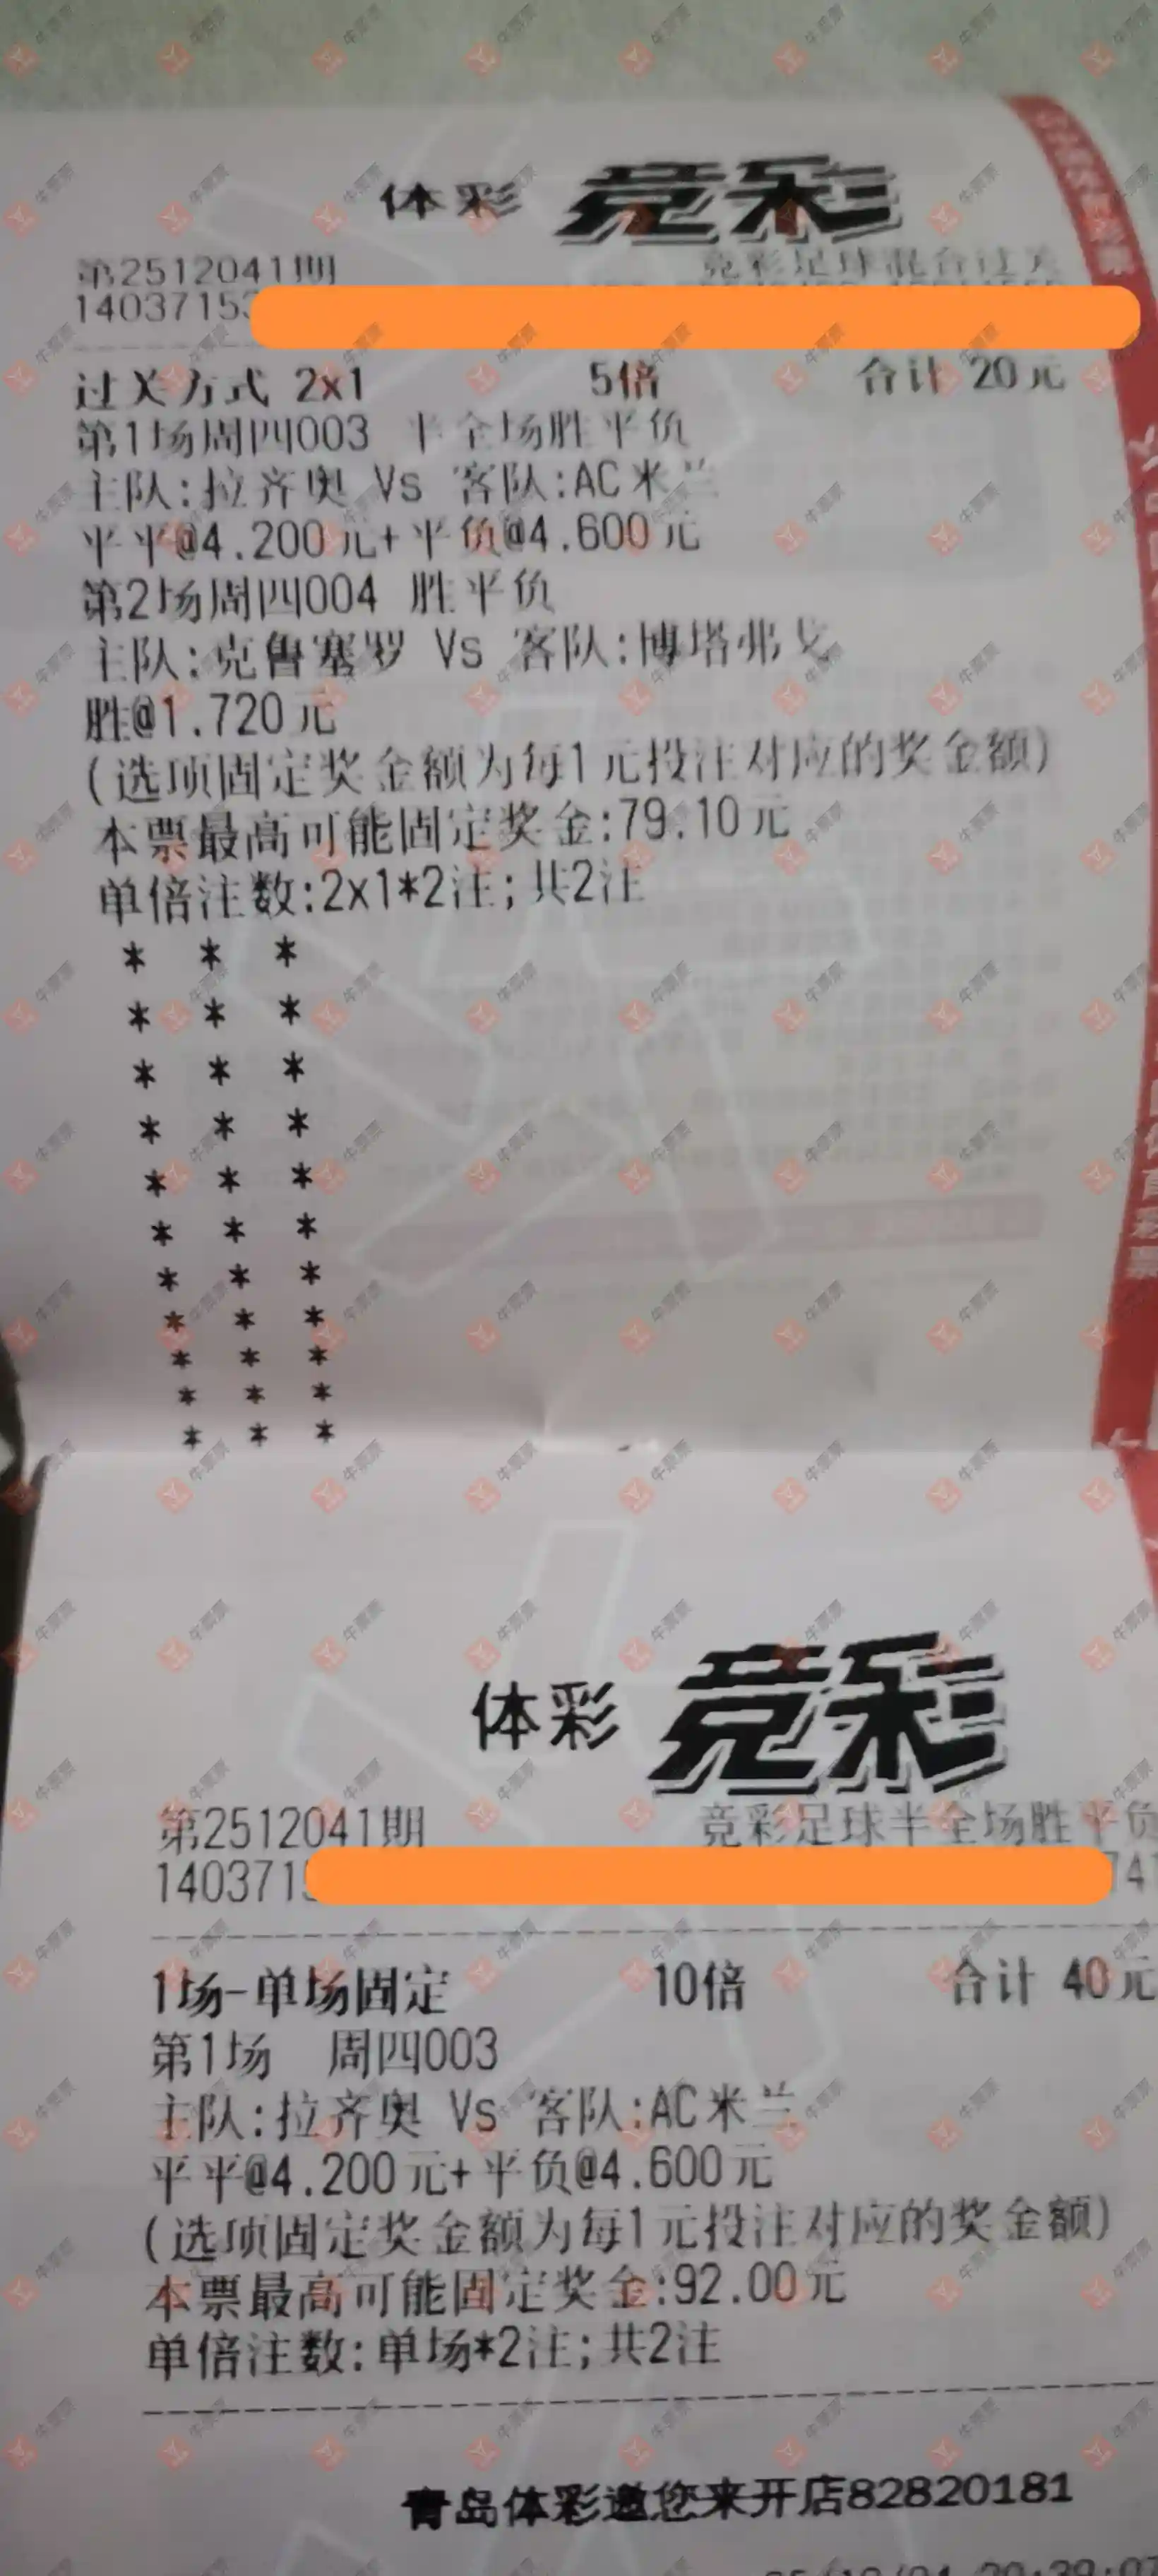 体彩 竞彩
第2512041期 竞彩足球混合过关
14037153
过关方式 2x1 5倍 合计 20元
第1场周四003 半全场胜平负
主队:拉齐奥 Vs 客队:AC米兰
平平@4.200元+平负@4.600元
第2场周四004 胜平负
主队:克鲁塞罗 Vs 客队:博塔弗戈
胜@1.720元
(选项固定奖金额为每1元投注对应的奖金额)
本票最高可能固定奖金:79.10元
单倍注数:2x1*2注;共2注
* * *
* * *
* * *
* * *
* * *
* * *
* * *
* * *
* * *
* * *
* * *
体彩 竞彩
第2512041期 竞彩足球半全场胜平负
140371 741
1场-单场固定 10倍 合计 40元
第1场 周四003
主队:拉齐奥 Vs 客队:AC米兰
平平@4.200元+平负@4.600元
(选项固定奖金额为每1元投注对应的奖金额)
本票最高可能固定奖金:92.00元
单倍注数:单场*2注;共2注
青岛体彩邀您来开店82820181